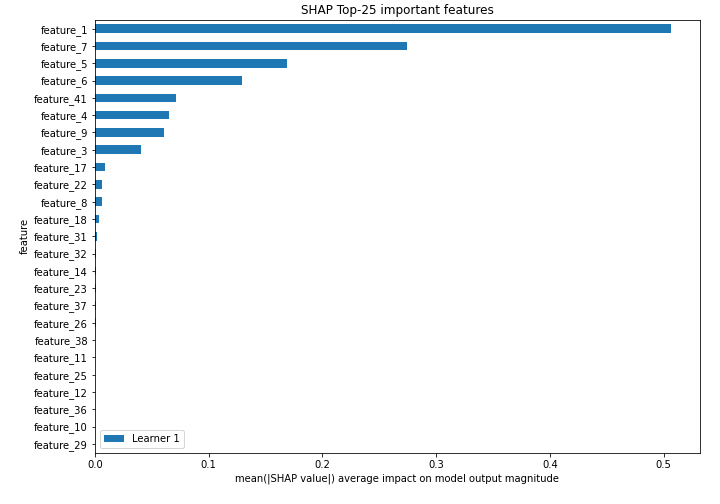 SHAP Top-25 important features
feature_1
feature_7
feature_5
feature_6
feature_41
feature_4
feature_9
feature_3
feature_17
feature_22
feature_8
feature_18
feature_31
feature_32
feature_14
feature_23
feature_37
feature_26
feature_38
feature_11
feature_25
feature_12
feature_36
feature_10
feature_29
feature
Learner 1
0.0 0.1 0.2 0.3 0.4 0.5
mean(|SHAP value|) average impact on model output magnitude